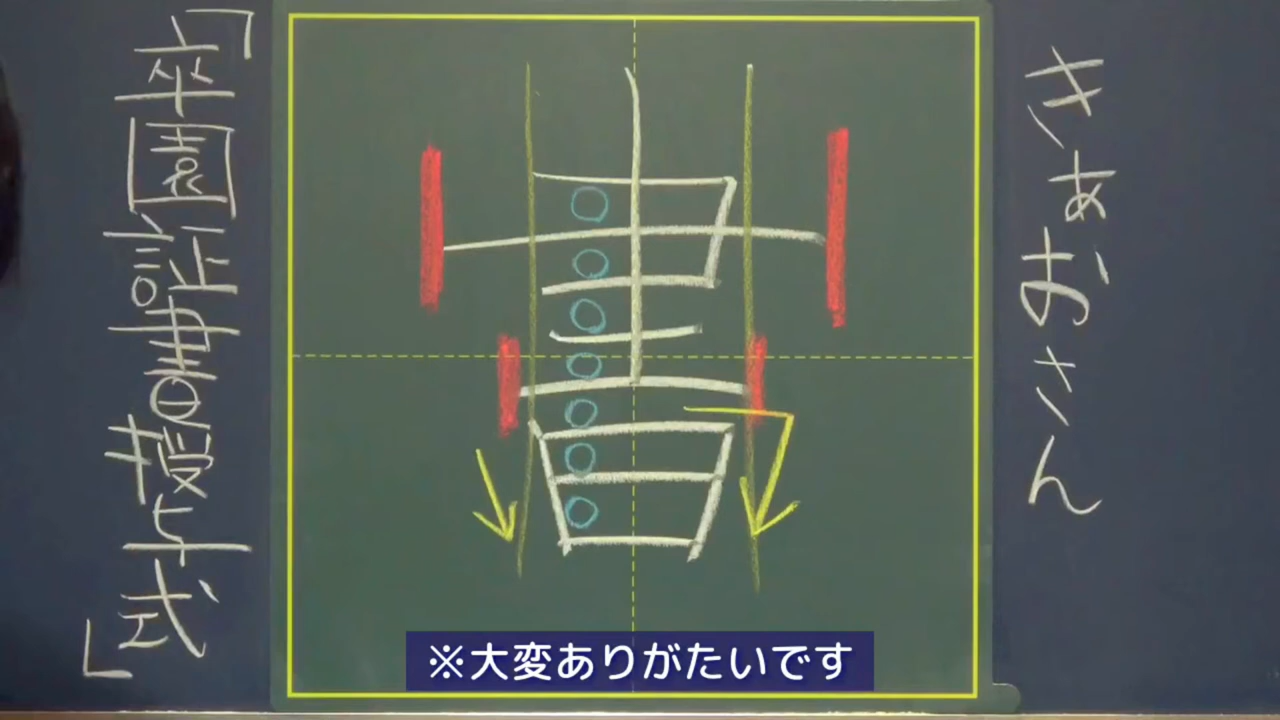 きぁおさん
書
「卒園証書授与式」
※大変ありがたいです